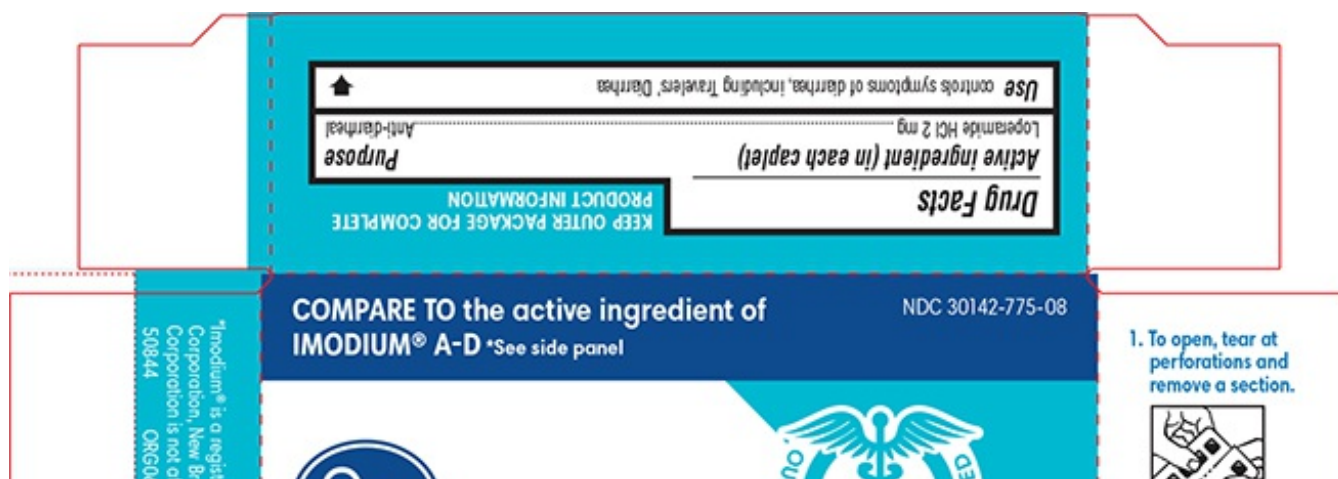 Drug Facts
Active ingredient (in each caplet) Purpose
Loperamide HCl 2 mg Anti-diarrheal
Use controls symptoms of diarrhea, including Travelers' Diarrhea
KEEP OUTER PACKAGE FOR COMPLETE
PRODUCT INFORMATION
COMPARE TO the active ingredient of
IMODIUM® A-D *See side panel
NDC 30142-775-08
*Imodium® is a
Corporation, New
Corporation is not
50844
1. To open, tear at
perforations and
remove a section.